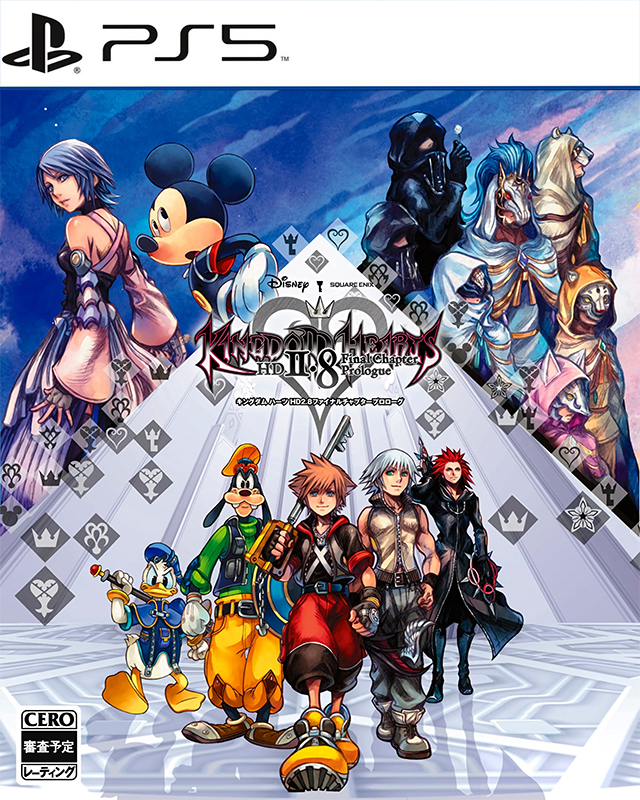 PS5™
Disney SQUARE ENIX
KINGDOM HEARTS
HD II・8 Final Chapter
Prologue
キングダム ハーツ HD2.8ファイナルチャプタープロローグ
CERO
審査予定
レーティング